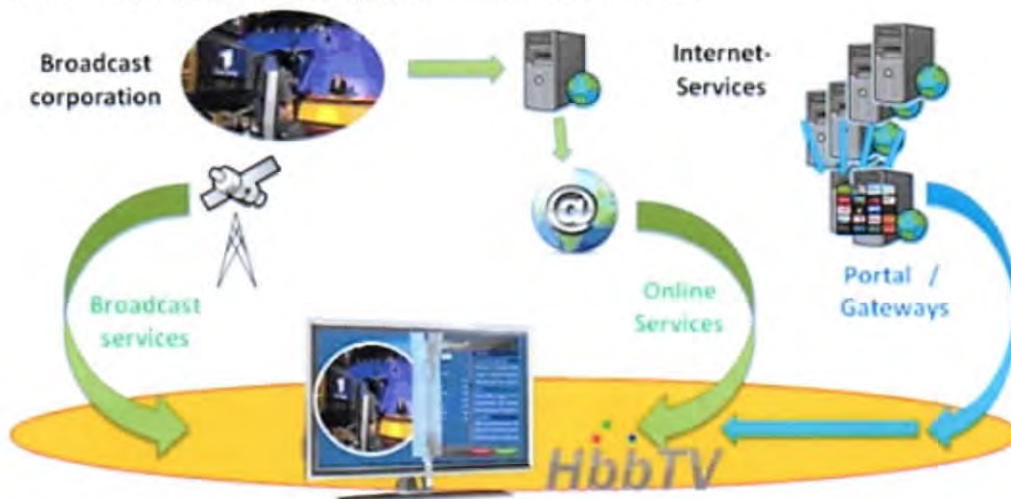 Broadcast
corporation
Internet-
Services
Broadcast
services
Online
Services
Portal /
Gateways
@
HbbTV